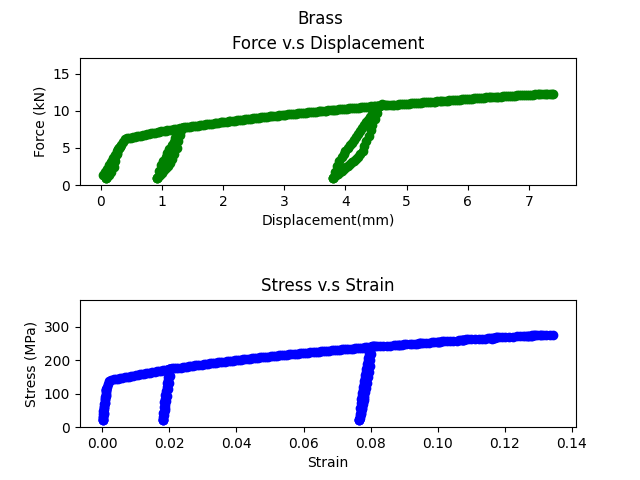 Brass
Force v.s Displacement
15
10
5
0
Force (kN)
0 1 2 3 4 5 6 7
Displacement(mm)
Stress v.s Strain
300
200
100
0
Stress (MPa)
0.00 0.02 0.04 0.06 0.08 0.10 0.12 0.14
Strain